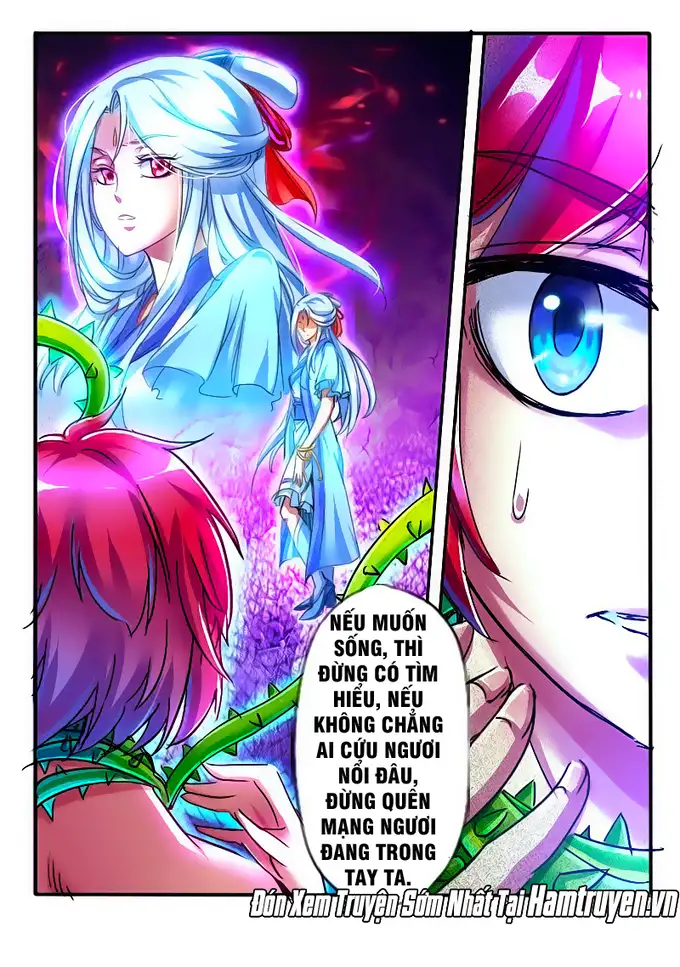 NẾU MUỐN
SỐNG, THÌ
ĐỪNG CÓ TÌM
HIỂU, NẾU
KHÔNG CHẲNG
AI CỨU NGƯƠI
NỔI ĐÂU,
ĐỪNG QUÊN
MẠNG NGƯƠI
ĐANG TRONG
TAY TA.
Đón Xem Truyện Sớm Nhất Tại Hamtruyen.vn